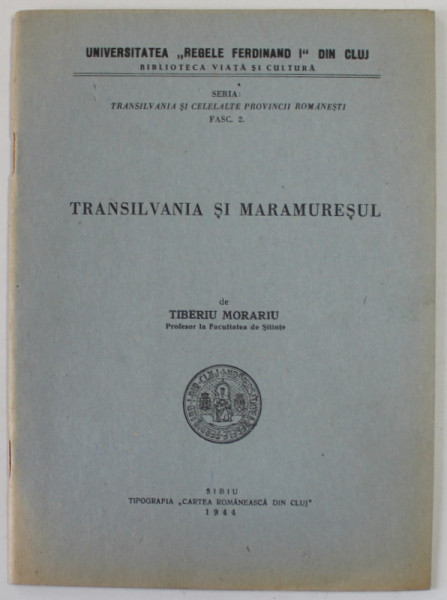 UNIVERSITATEA „REGELE FERDINAND I" DIN CLUJ
BIBLIOTECA VIAȚĂ ȘI CULTURĂ
SERIA:
TRANSILVANIA ȘI CELELALTE PROVINCII ROMÂNEȘTI
FASC. 2.
TRANSILVANIA ȘI MARAMUREȘUL
de
TIBERIU MORARIU
Profesor la Facultatea de Științe
SIBIU
TIPOGRAFIA „CARTEA ROMÂNEASCĂ DIN CLUJ"
1944